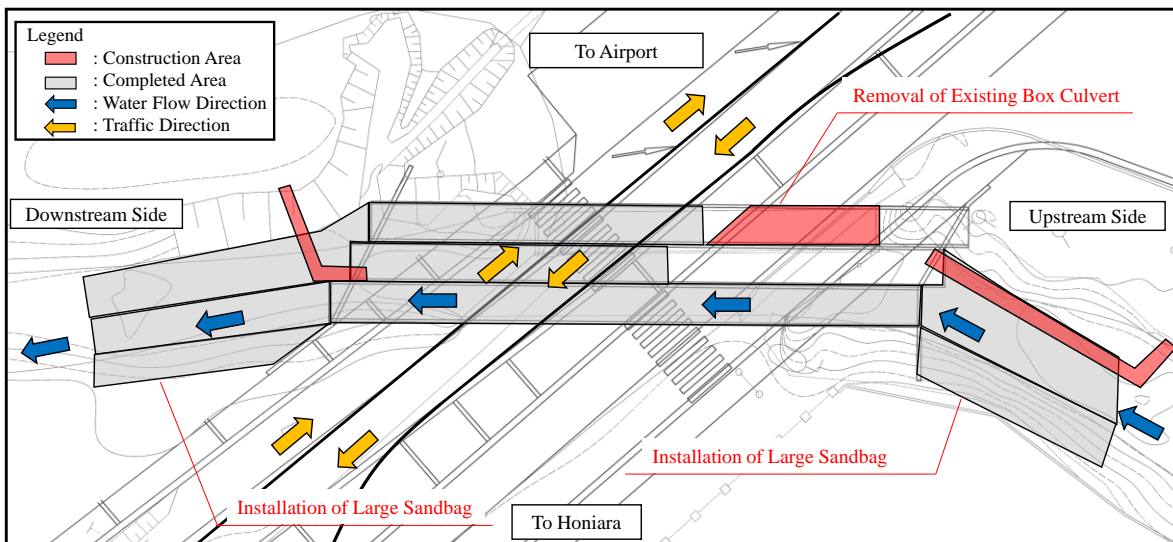 Legend
: Construction Area
: Completed Area
: Water Flow Direction
: Traffic Direction
To Airport
Removal of Existing Box Culvert
Downstream Side
Upstream Side
Installation of Large Sandbag
Installation of Large Sandbag
To Honiara